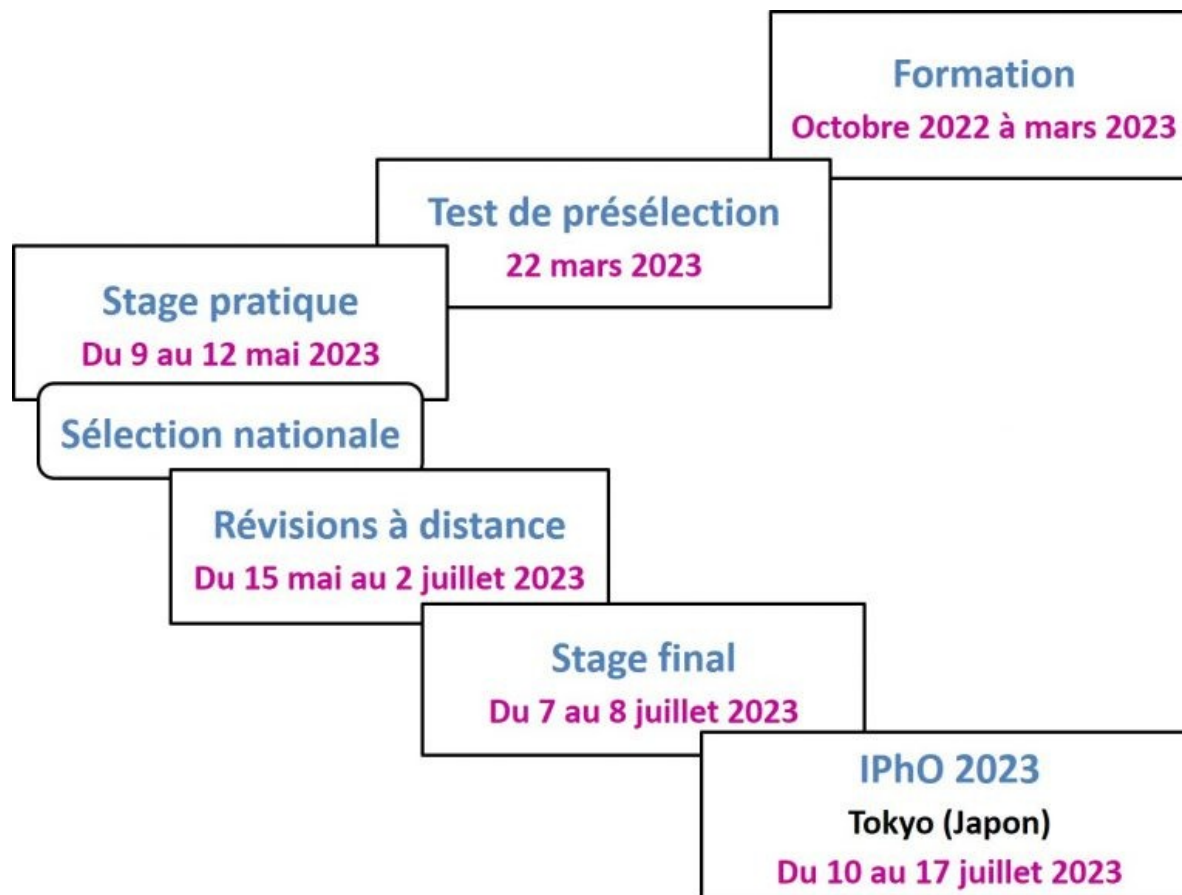 Formation
Octobre 2022 à mars 2023
Test de présélection
22 mars 2023
Stage pratique
Du 9 au 12 mai 2023
Sélection nationale
Révisions à distance
Du 15 mai au 2 juillet 2023
Stage final
Du 7 au 8 juillet 2023
IPhO 2023
Tokyo (Japon)
Du 10 au 17 juillet 2023